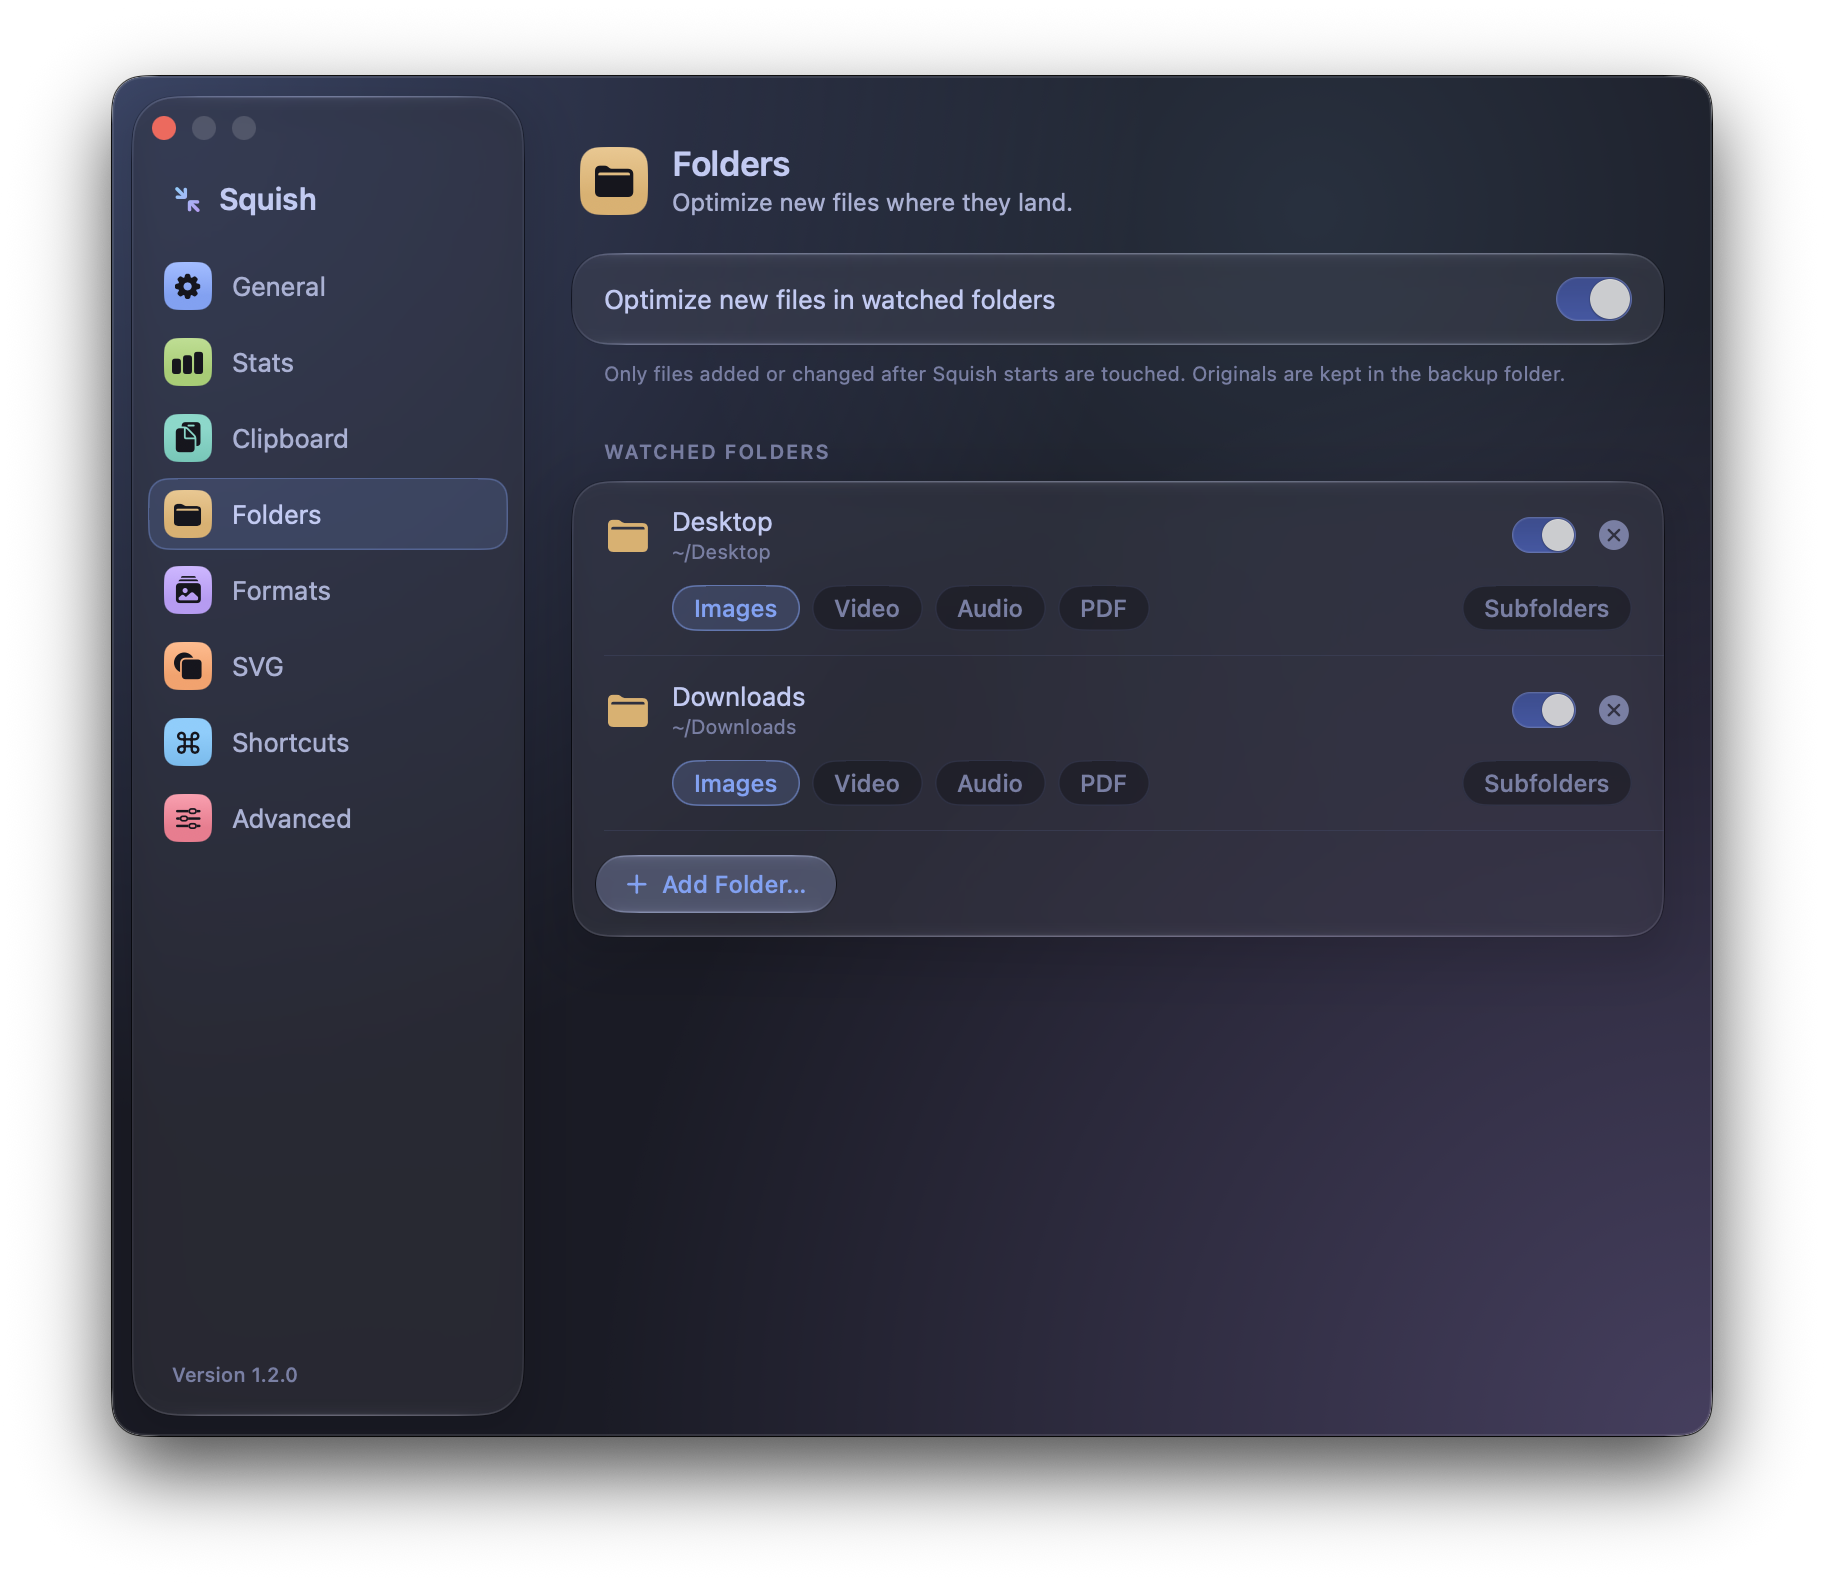 Squish
General
Stats
Clipboard
Folders
Formats
SVG
Shortcuts
Advanced
Version 1.2.0
Folders
Optimize new files where they land.
Optimize new files in watched folders
Only files added or changed after Squish starts are touched. Originals are kept in the backup folder.
WATCHED FOLDERS
Desktop
~/Desktop
Images Video Audio PDF Subfolders
Downloads
~/Downloads
Images Video Audio PDF Subfolders
+ Add Folder...